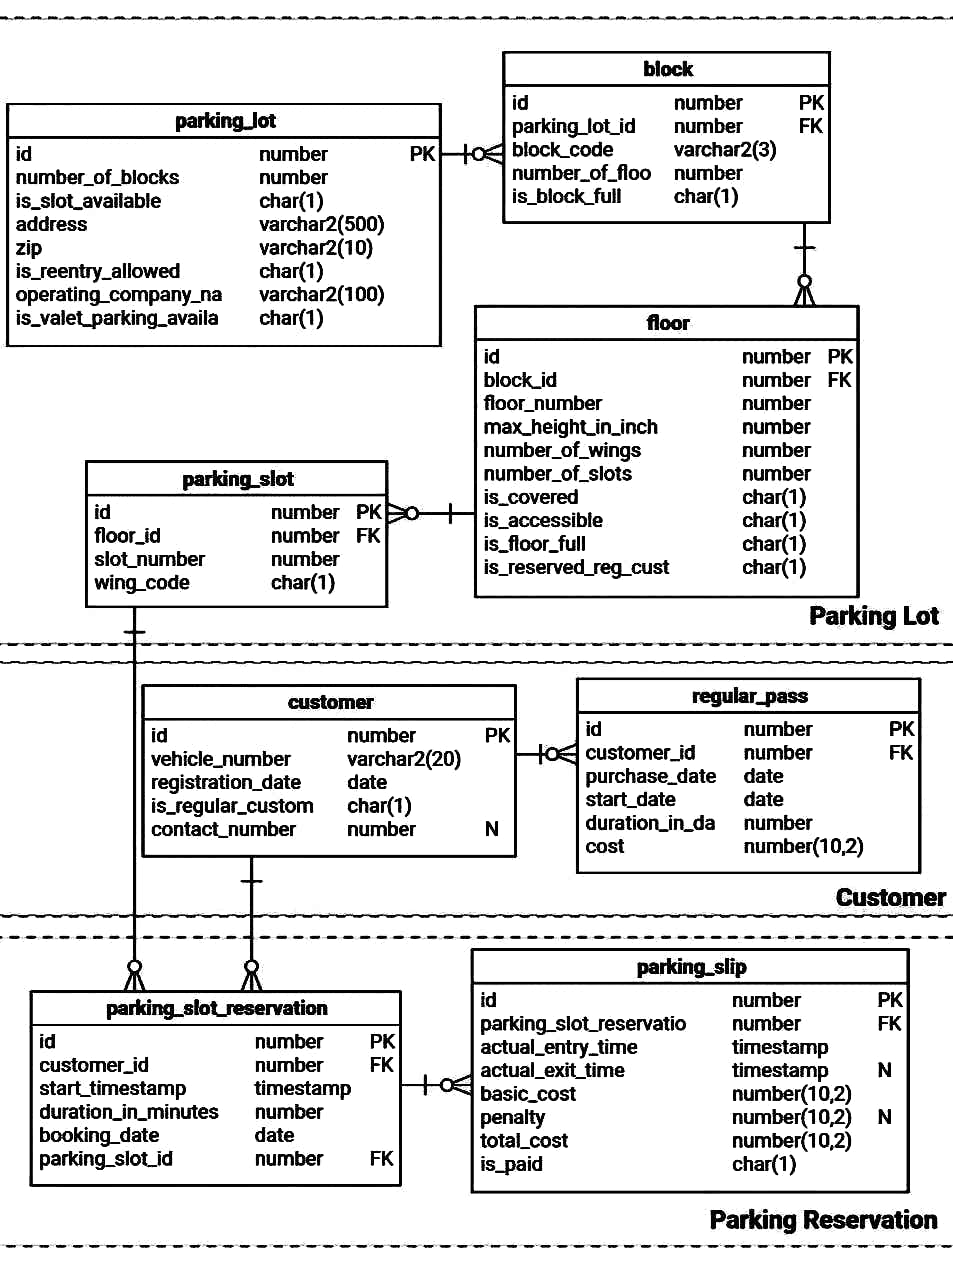 block
id number PK
parking_lot_id number FK
block_code varchar2(3)
number_of_floo number
is_block_full char(1)
parking_lot
id number PK
number_of_blocks number
is_slot_available char(1)
address varchar2(500)
zip varchar2(10)
is_reentry_allowed char(1)
operating_company_na varchar2(100)
is_valet_parking_availa char(1)
floor
id number PK
block_id number FK
floor_number number
max_height_in_inch number
number_of_wings number
number_of_slots number
is_covered char(1)
is_accessible char(1)
is_floor_full char(1)
is_reserved_reg_cust char(1)
parking_slot
id number PK
floor_id number FK
slot_number number
wing_code char(1)
Parking Lot
customer
id number PK
vehicle_number varchar2(20)
registration_date date
is_regular_custom char(1)
contact_number number N
regular_pass
id number PK
customer_id number FK
purchase_date date
start_date date
duration_in_da number
cost number(10,2)
Customer
parking_slot_reservation
id number PK
customer_id number FK
start_timestamp timestamp
duration_in_minutes number
booking_date date
parking_slot_id number FK
parking_slip
id number PK
parking_slot_reservatio number FK
actual_entry_time timestamp
actual_exit_time timestamp N
basic_cost number(10,2)
penalty number(10,2) N
total_cost number(10,2)
is_paid char(1)
Parking Reservation